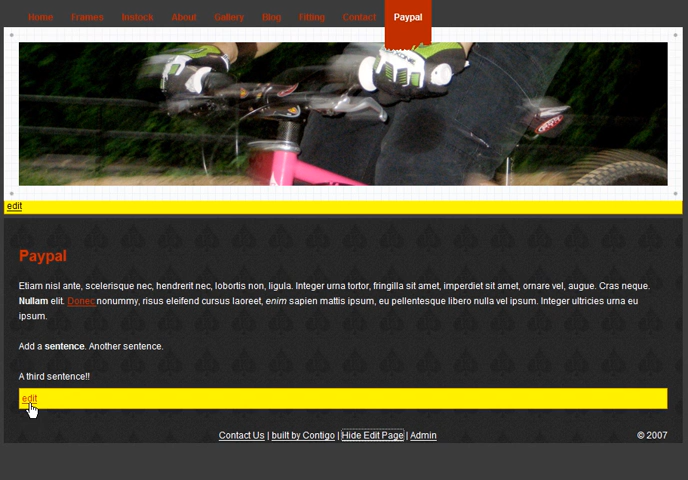 Home Frames Instock About Gallery Blog Fitting Contact Paypal
edit
Paypal
Etiam nisl ante, scelerisque nec, hendrerit nec, lobortis non, ligula. Integer urna tortor, fringilla sit amet, imperdiet sit amet, ornare vel, augue. Cras neque.
Nullam elit. Donec nonummy, risus eleifend cursus laoreet, enim sapien mattis ipsum, eu pellentesque libero nulla vel ipsum. Integer ultricies urna eu
ipsum.
Add a sentence. Another sentence.
A third sentence!!
edit
Contact Us | built by Contigo | Hide Edit Page | Admin © 2007